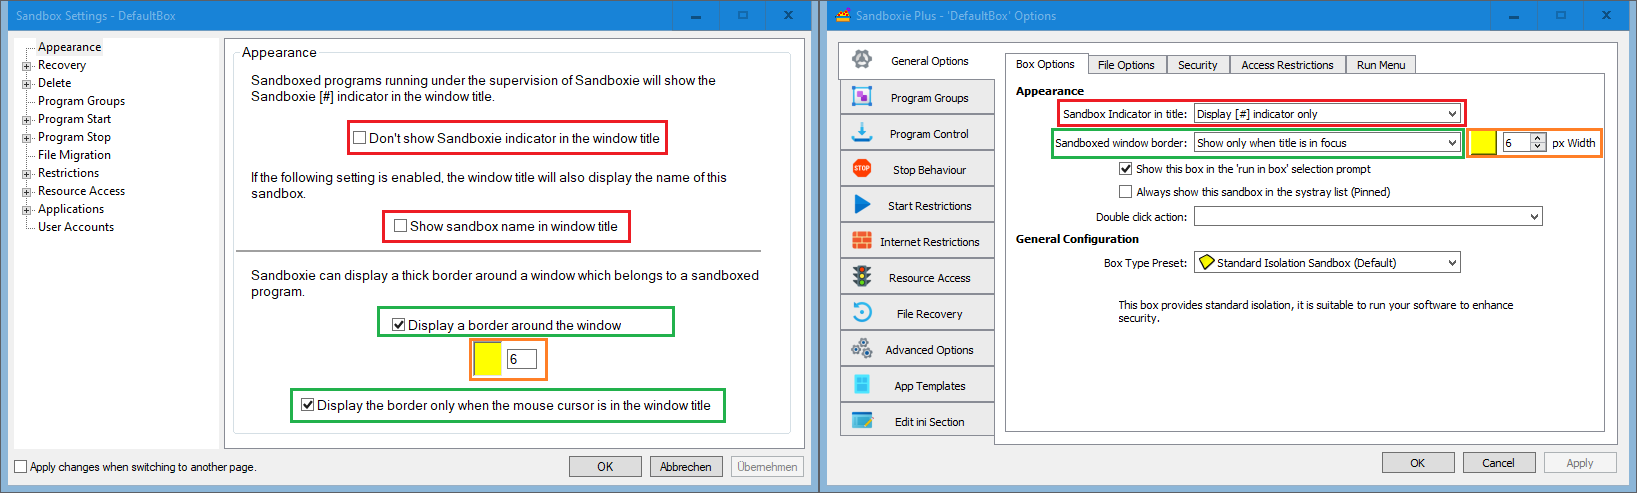 Sandbox Settings - DefaultBox
Appearance
Recovery
Delete
Program Groups
Program Start
Program Stop
File Migration
Restrictions
Resource Access
Applications
User Accounts
Appearance
Sandboxed programs running under the supervision of Sandboxie will show the
Sandboxie [#] indicator in the window title.
Don't show Sandboxie indicator in the window title
If the following setting is enabled, the window title will also display the name of this
sandbox.
Show sandbox name in window title
Sandboxie can display a thick border around a window which belongs to a sandboxed
program.
Display a border around the window
6
Display the border only when the mouse cursor is in the window title
Apply changes when switching to another page.
OK
Abbrechen
Übernehmen
Sandboxie Plus - 'DefaultBox' Options
General Options
Program Groups
Program Control
STOP
Stop Behaviour
Start Restrictions
Internet Restrictions
Resource Access
File Recovery
Advanced Options
App Templates
Edit ini Section
Box Options
File Options
Security
Access Restrictions
Run Menu
Appearance
Sandbox Indicator in title:
Display [#] indicator only
Sandboxed window border:
Show only when title is in focus
6
px Width
Show this box in the 'run in box' selection prompt
Always show this sandbox in the systray list (Pinned)
Double click action:
General Configuration
Box Type Preset:
Standard Isolation Sandbox (Default)
This box provides standard isolation, it is suitable to run your software to enhance
security.
OK
Cancel
Apply